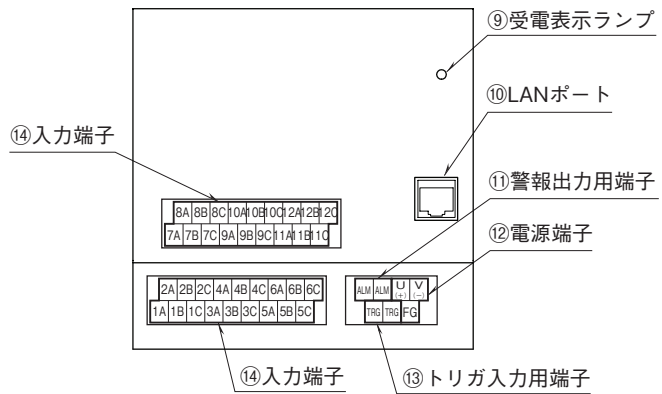 ⑨受電表示ランプ
⑩LANポート
⑭入力端子
⑪警報出力用端子
8A 8B 8C 10A 10B 10C 12A 12B 12C
7A 7B 7C 9A 9B 9C 11A 11B 11C
⑫電源端子
2A 2B 2C 4A 4B 4C 6A 6B 6C
1A 1B 1C 3A 3B 3C 5A 5B 5C
ALM ALM U(+) V(−)
TRG TRG FG
⑭入力端子
⑬トリガ入力用端子